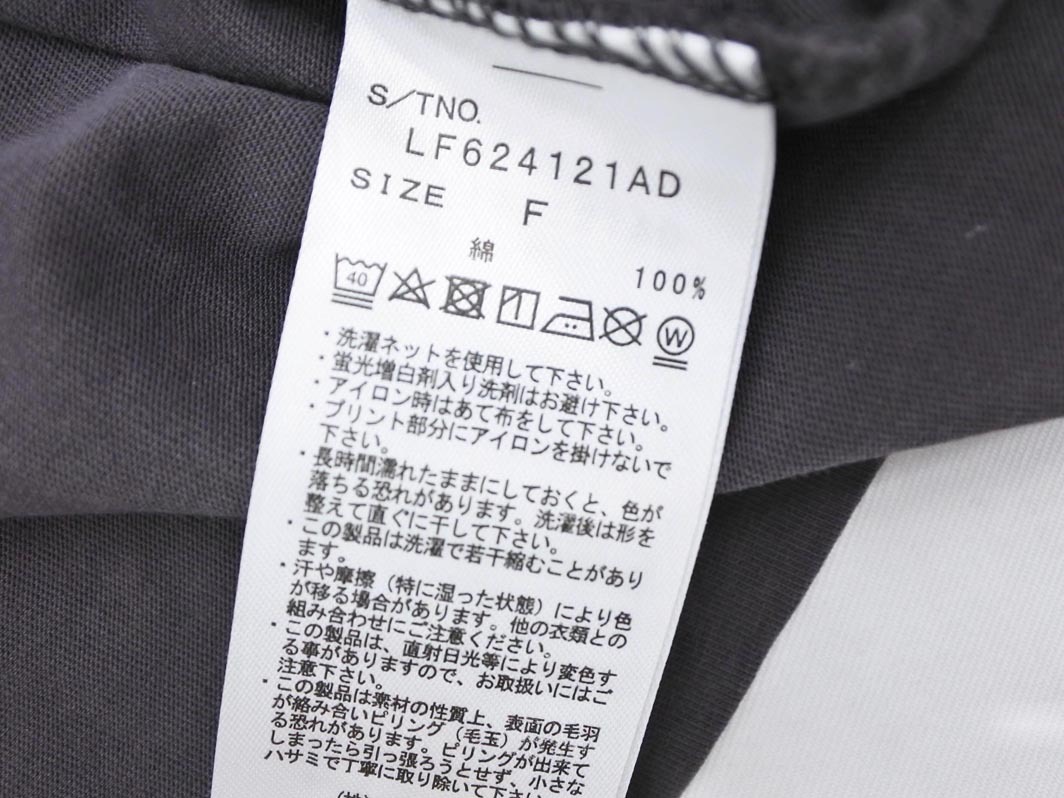 S/TNO.
LF624121AD
SIZE F
綿 100%
40
W
・洗濯ネットを使用して下さい。
・蛍光増白剤入り洗剤はお避け下さい。
・アイロン時はあて布をして下さい。
・プリント部分にアイロンを掛けないで
下さい。
・長時間濡れたままにしておくと、色が
落ちる恐れがあります。洗濯後は形を
整えて直ぐに干して下さい。
・この製品は洗濯で若干縮むことがあり
ます。
・汗や摩擦（特に湿った状態）により色
が移る場合があります。他の衣類との
組み合わせにご注意ください。
・この製品は、直射日光等により変色す
る事がありますので、お取扱いにはご
注意下さい。
・この製品は素材の性質上、表面の毛羽
が絡み合いピリング（毛玉）が発生す
る恐れがあります。ピリングが出来て
しまったら引っ張ろうとせず、小さな
ハサミで丁寧に取り除いて下さい